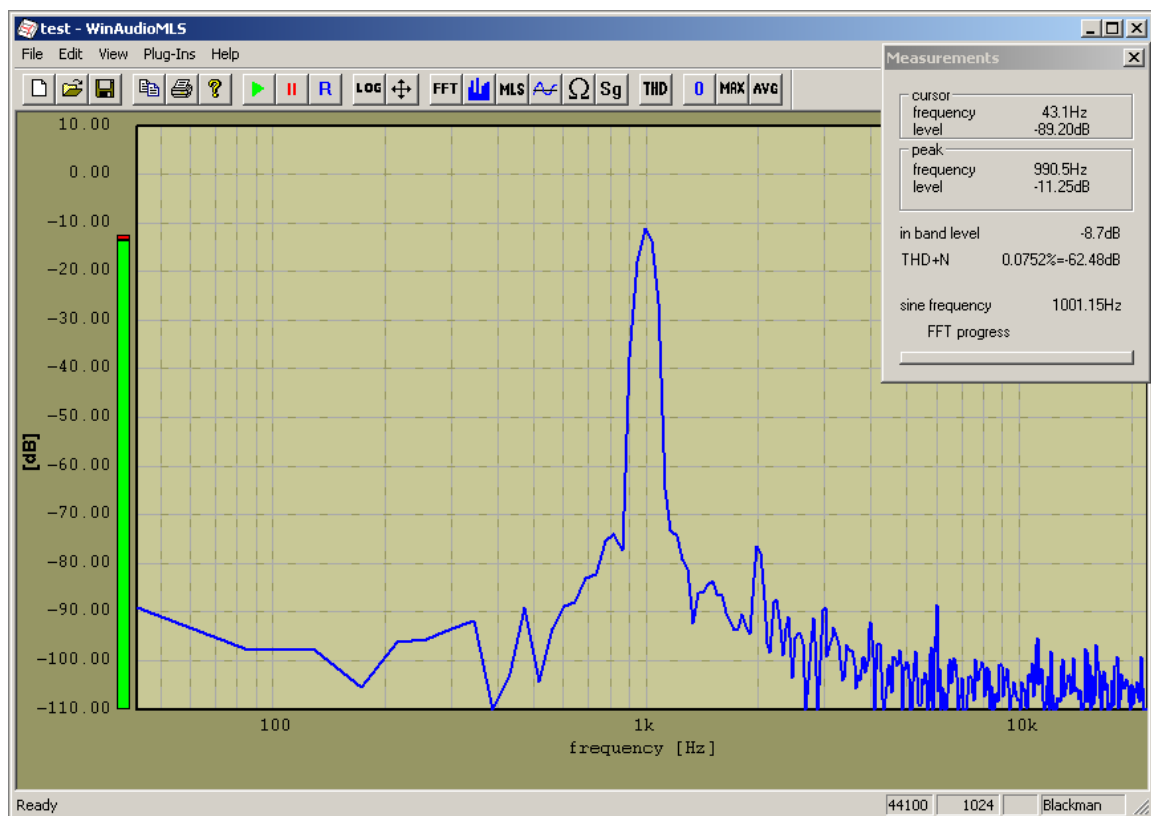 test - WinAudioMLS
File Edit View Plug-Ins Help
R LOG FFT MLS Ω Sg THD 0 MAX AVG
Measurements
cursor
frequency 43.1Hz
level -89.20dB
peak
frequency 990.5Hz
level -11.25dB
in band level -8.7dB
THD+N 0.0752%=-62.48dB
sine frequency 1001.15Hz
FFT progress
10.00
0.00
-10.00
-20.00
-30.00
-40.00
-50.00
[dB]
-60.00
-70.00
-80.00
-90.00
-100.00
-110.00
100 1k 10k
frequency [Hz]
Ready 44100 1024 Blackman